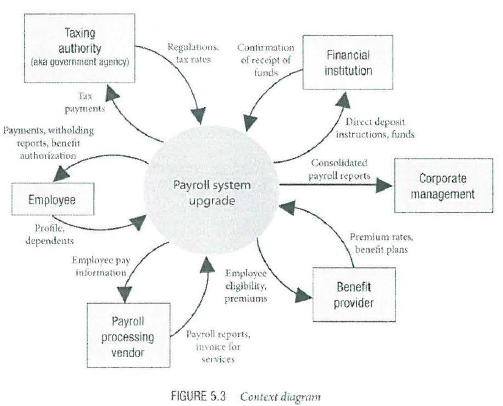 Taxing
authority
(aka government agency)
Regulations,
tax rates
Confirmation
of receipt of
funds
Financial
institution
Tax
payments
Direct deposit
instructions, funds
Payments, witholding
reports, benefit
authorization
Payroll system
upgrade
Consolidated
payroll reports
Corporate
management
Employee
Profile,
dependents
Premium rates,
benefit plans
Employee pay
information
Employee
eligibility,
premiums
Benefit
provider
Payroll
processing
vendor
Payroll reports,
invoice for
services
FIGURE 5.3 Context diagram